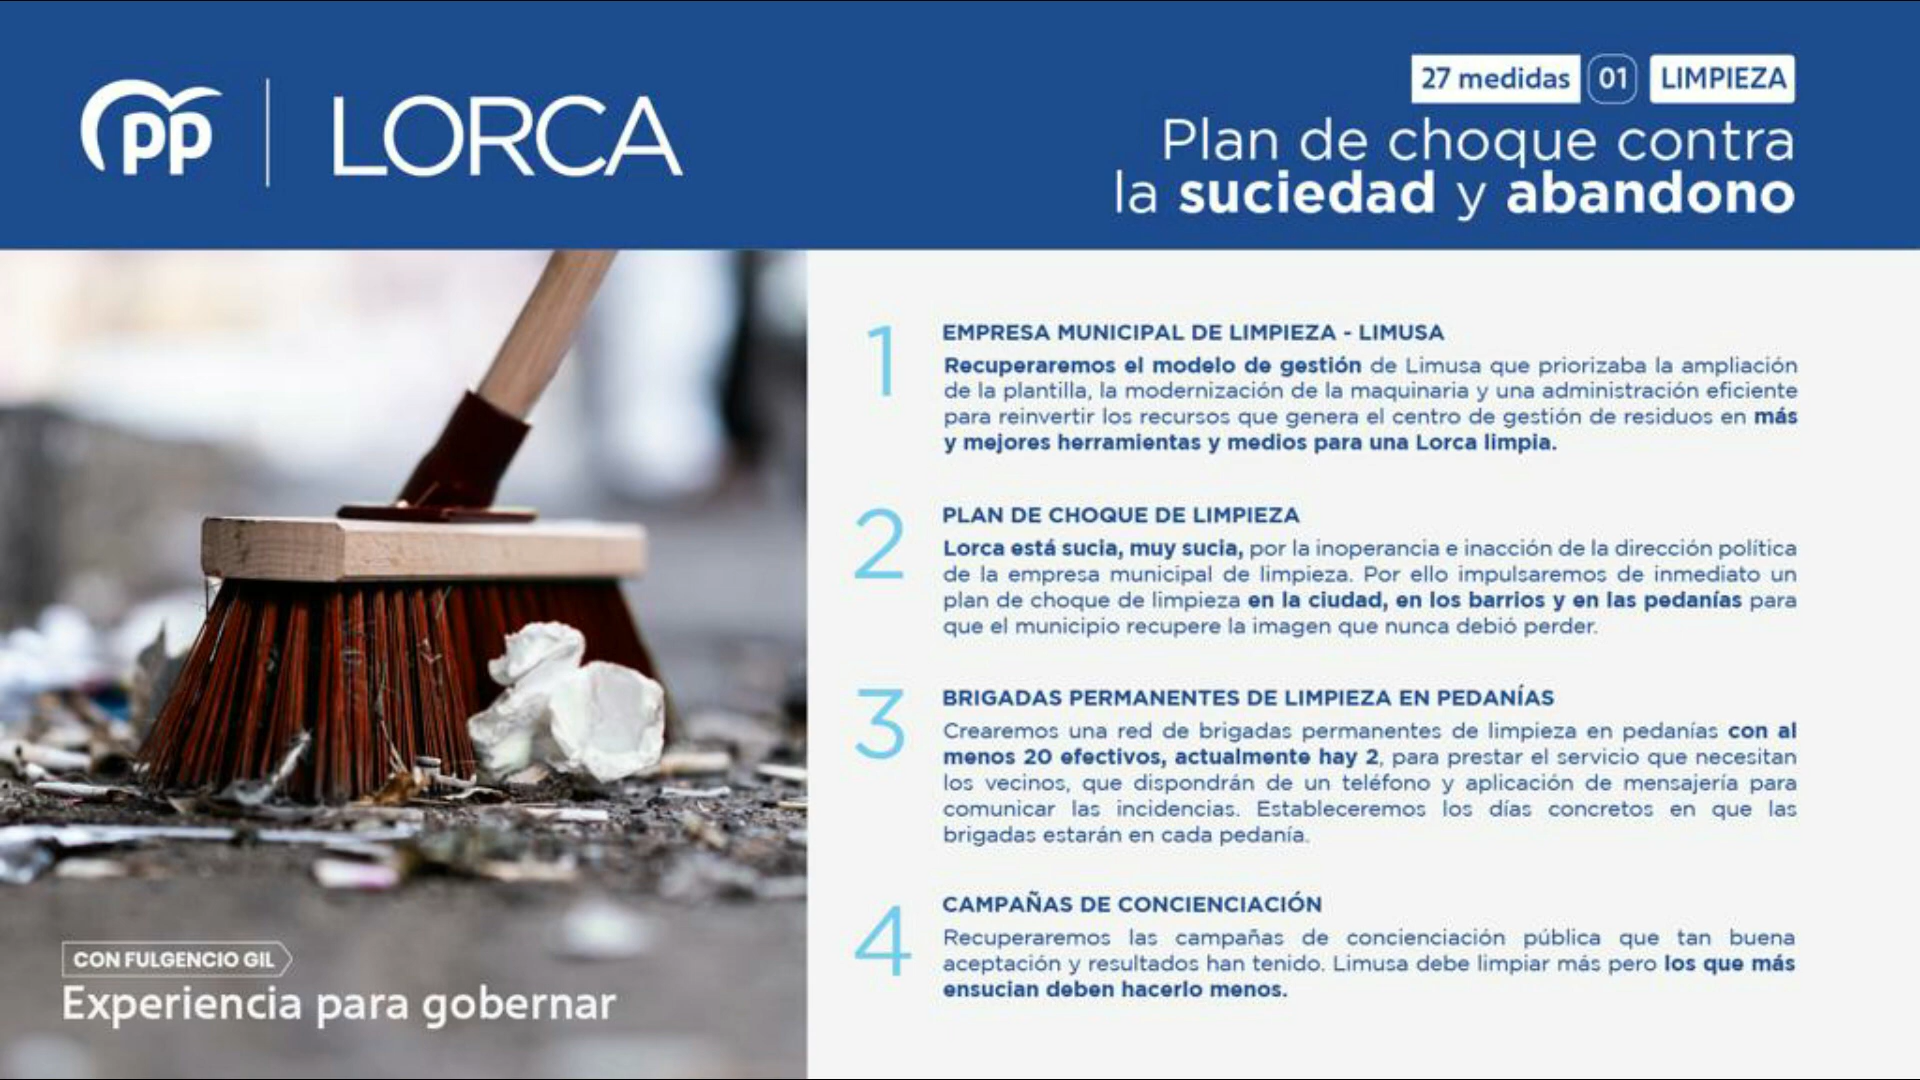 pp
LORCA
27 medidas 01 LIMPIEZA
Plan de choque contra
la suciedad y abandono
1
EMPRESA MUNICIPAL DE LIMPIEZA - LIMUSA
Recuperaremos el modelo de gestión de Limusa que priorizaba la ampliación
de la plantilla, la modernización de la maquinaria y una administración eficiente
para reinvertir los recursos que genera el centro de gestión de residuos en más
y mejores herramientas y medios para una Lorca limpia.
2
PLAN DE CHOQUE DE LIMPIEZA
Lorca está sucia, muy sucia, por la inoperancia e inacción de la dirección política
de la empresa municipal de limpieza. Por ello impulsaremos de inmediato un
plan de choque de limpieza en la ciudad, en los barrios y en las pedanías para
que el municipio recupere la imagen que nunca debió perder.
3
BRIGADAS PERMANENTES DE LIMPIEZA EN PEDANÍAS
Crearemos una red de brigadas permanentes de limpieza en pedanías con al
menos 20 efectivos, actualmente hay 2, para prestar el servicio que necesitan
los vecinos, que dispondrán de un teléfono y aplicación de mensajería para
comunicar las incidencias. Estableceremos los días concretos en que las
brigadas estarán en cada pedanía.
4
CAMPAÑAS DE CONCIENCIACIÓN
Recuperaremos las campañas de concienciación pública que tan buena
aceptación y resultados han tenido. Limusa debe limpiar más pero los que más
ensucian deben hacerlo menos.
CON FULGENCIO GIL
Experiencia para gobernar